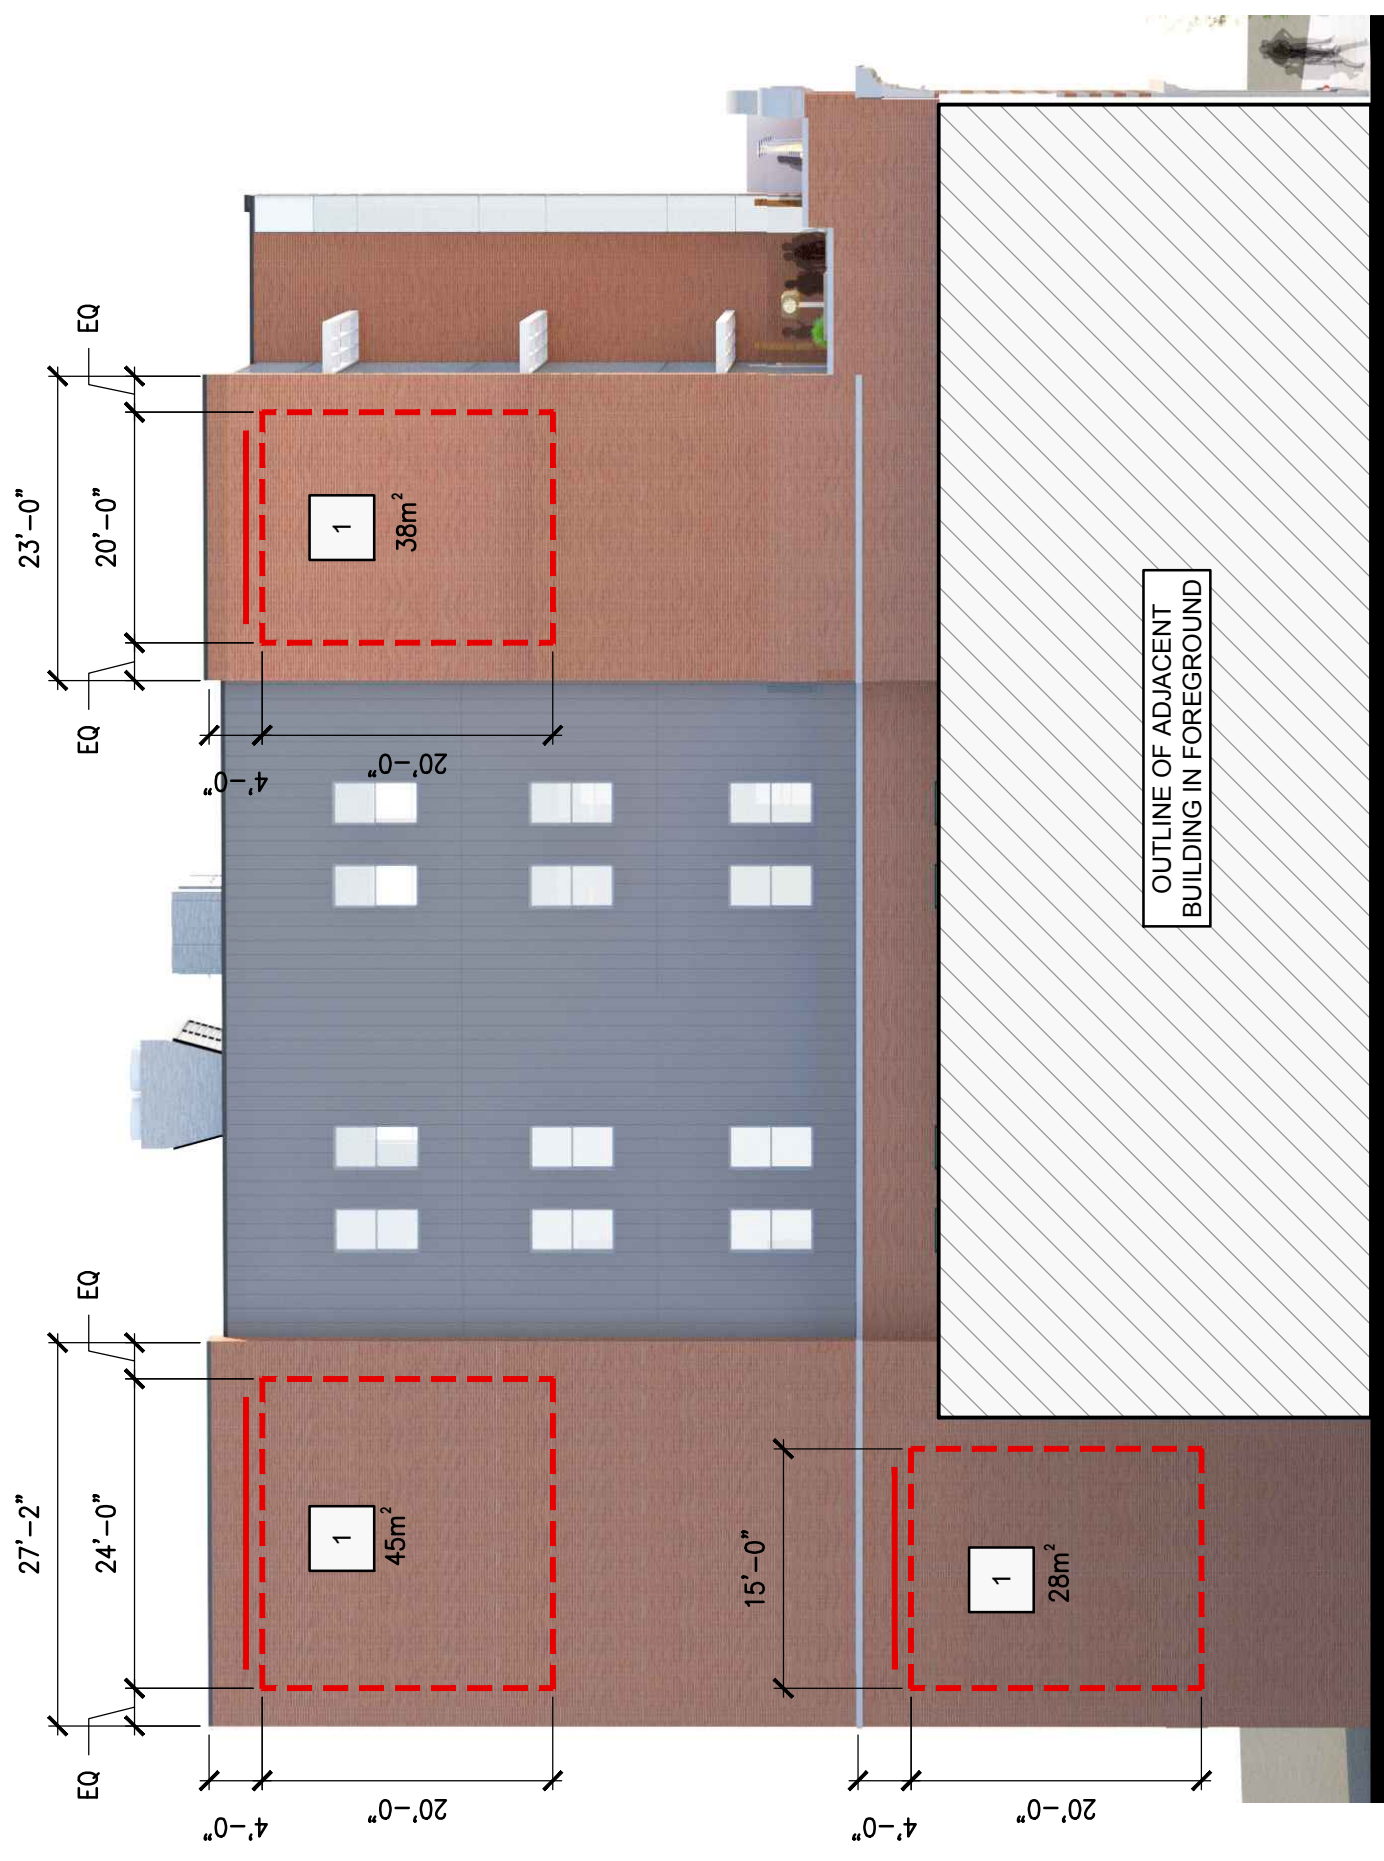 27'-2"
23'-0"
EQ
24'-0"
EQ
EQ
20'-0"
EQ
4'-0"
20'-0"
1
45m²
4'-0"
20'-0"
1
38m²
15'-0"
4'-0"
20'-0"
1
28m²
OUTLINE OF ADJACENT
BUILDING IN FOREGROUND